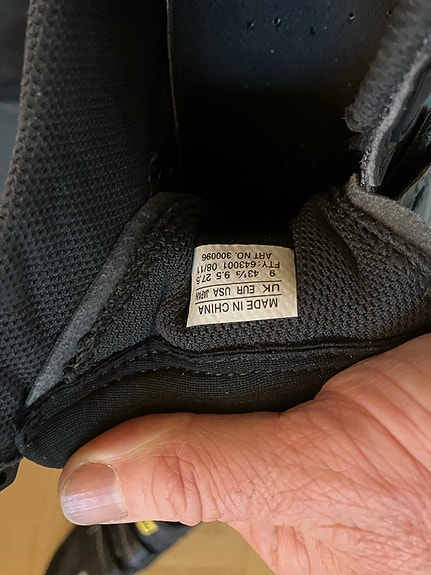 MADE IN CHINA
UK EUR USA JAPAN
9 43⅓ 9.5 27.5
FTY: 643001 08/11
ART NO. 300096